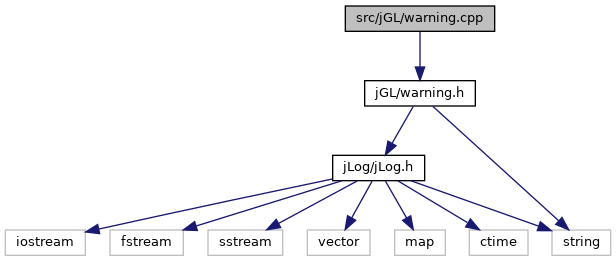 src/jGL/warning.cpp
jGL/warning.h
jLog/jLog.h
iostream
fstream
sstream
vector
map
ctime
string